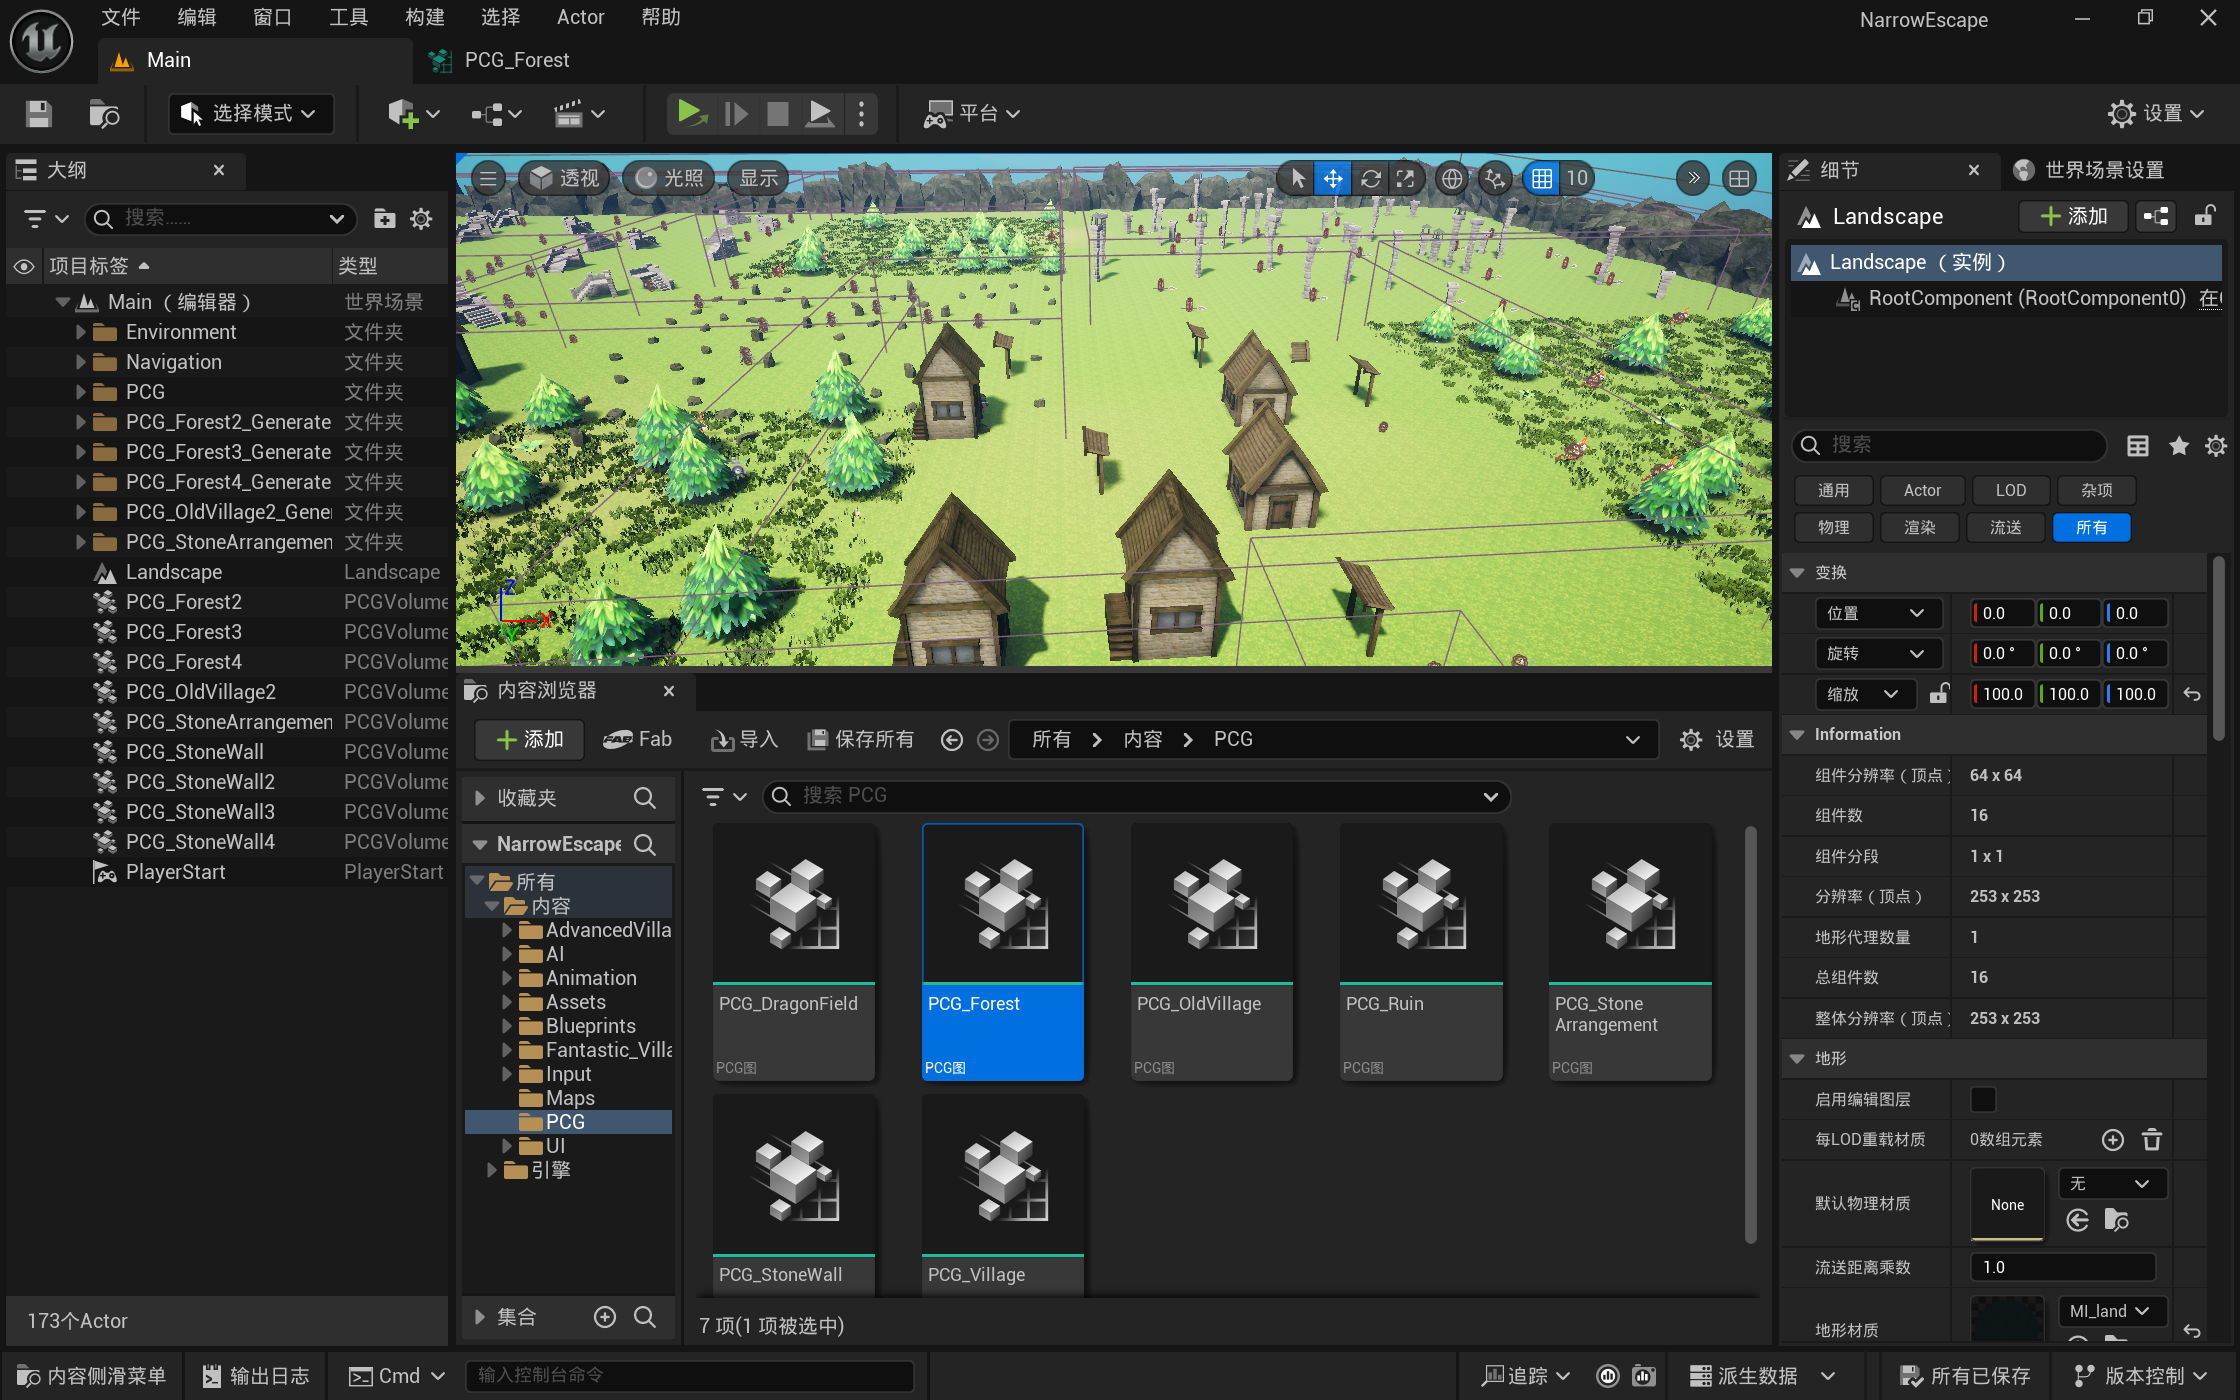 文件 编辑 窗口 工具 构建 选择 Actor 帮助
NarrowEscape
Main
PCG_Forest
选择模式
平台
设置
大纲
搜索......
项目标签 类型
Main（编辑器） 世界场景
Environment 文件夹
Navigation 文件夹
PCG 文件夹
PCG_Forest2_Generate 文件夹
PCG_Forest3_Generate 文件夹
PCG_Forest4_Generate 文件夹
PCG_OldVillage2_Gene 文件夹
PCG_StoneArrangemen 文件夹
Landscape Landscape
PCG_Forest2 PCGVolume
PCG_Forest3 PCGVolume
PCG_Forest4 PCGVolume
PCG_OldVillage2 PCGVolume
PCG_StoneArrangemen PCGVolume
PCG_StoneWall PCGVolume
PCG_StoneWall2 PCGVolume
PCG_StoneWall3 PCGVolume
PCG_StoneWall4 PCGVolume
PlayerStart PlayerStart
173个Actor
透视 光照 显示 10
Z
X
Y
内容浏览器
添加 Fab 导入 保存所有 所有 内容 PCG 设置
收藏夹
NarrowEscape
所有
内容
AdvancedVilla
AI
Animation
Assets
Blueprints
Fantastic_Villa
Input
Maps
PCG
UI
引擎
集合
搜索 PCG
PCG_DragonField
PCG图
PCG_Forest
PCG图
PCG_OldVillage
PCG图
PCG_Ruin
PCG图
PCG_Stone
Arrangement
PCG图
PCG_StoneWall
PCG_Village
7 项(1 项被选中)
细节
世界场景设置
Landscape
添加
Landscape （实例）
RootComponent (RootComponent0) 在
搜索
通用 Actor LOD 杂项
物理 渲染 流送 所有
变换
位置 0.0 0.0 0.0
旋转 0.0 ° 0.0 ° 0.0 °
缩放 100.0 100.0 100.0
Information
组件分辨率（顶点） 64 x 64
组件数 16
组件分段 1 x 1
分辨率（顶点） 253 x 253
地形代理数量 1
总组件数 16
整体分辨率（顶点） 253 x 253
地形
启用编辑图层
每LOD重载材质 0数组元素
默认物理材质 None 无
流送距离乘数 1.0
地形材质 MI_land
内容侧滑菜单 输出日志 Cmd 输入控制台命令
追踪 派生数据 所有已保存 版本控制